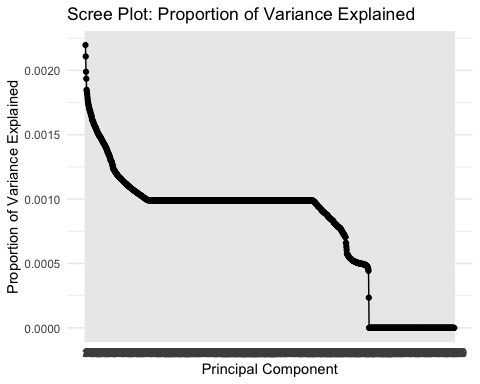 Scree Plot: Proportion of Variance Explained
Proportion of Variance Explained
0.0020
0.0015
0.0010
0.0005
0.0000
Principal Component